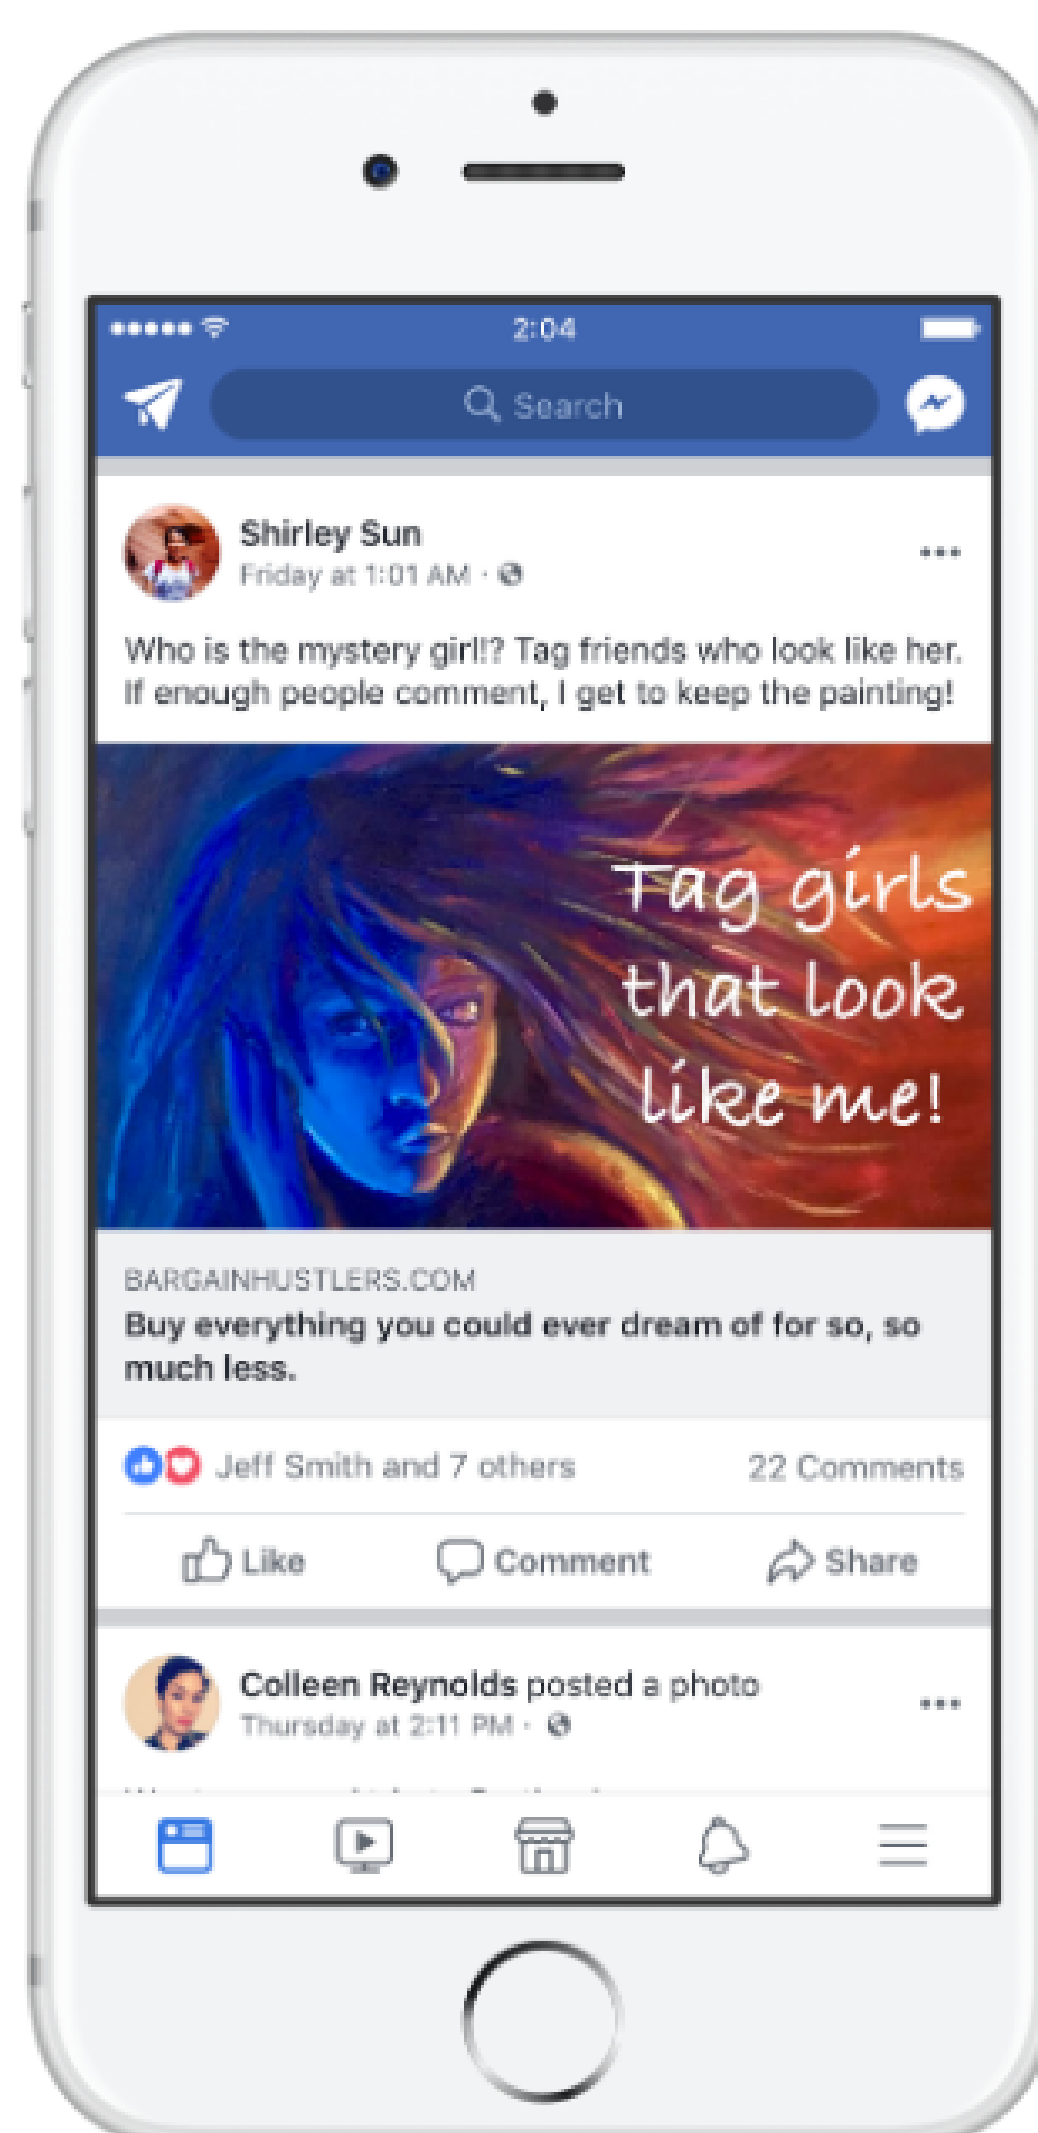 2:04
Search
Shirley Sun
Friday at 1:01 AM ·
Who is the mystery girl!? Tag friends who look like her.
If enough people comment, I get to keep the painting!
Tag girls
that look
like me!
BARGAINHUSTLERS.COM
Buy everything you could ever dream of for so, so
much less.
Jeff Smith and 7 others 22 Comments
Like Comment Share
Colleen Reynolds posted a photo
Thursday at 2:11 PM ·